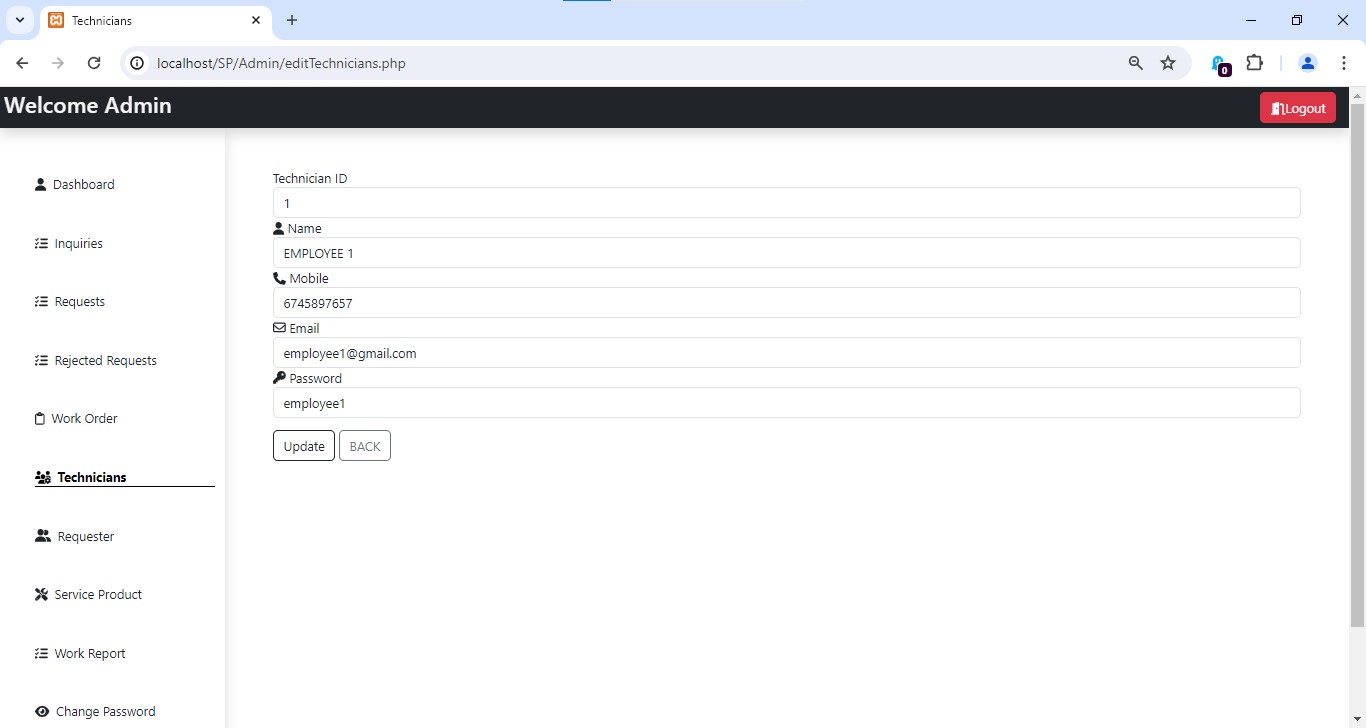 Technicians
localhost/SP/Admin/editTechnicians.php
0
Welcome Admin
Logout
Dashboard
Inquiries
Requests
Rejected Requests
Work Order
Technicians
Requester
Service Product
Work Report
Change Password
Technician ID
1
Name
EMPLOYEE 1
Mobile
6745897657
Email
employee1@gmail.com
Password
employee1
Update BACK